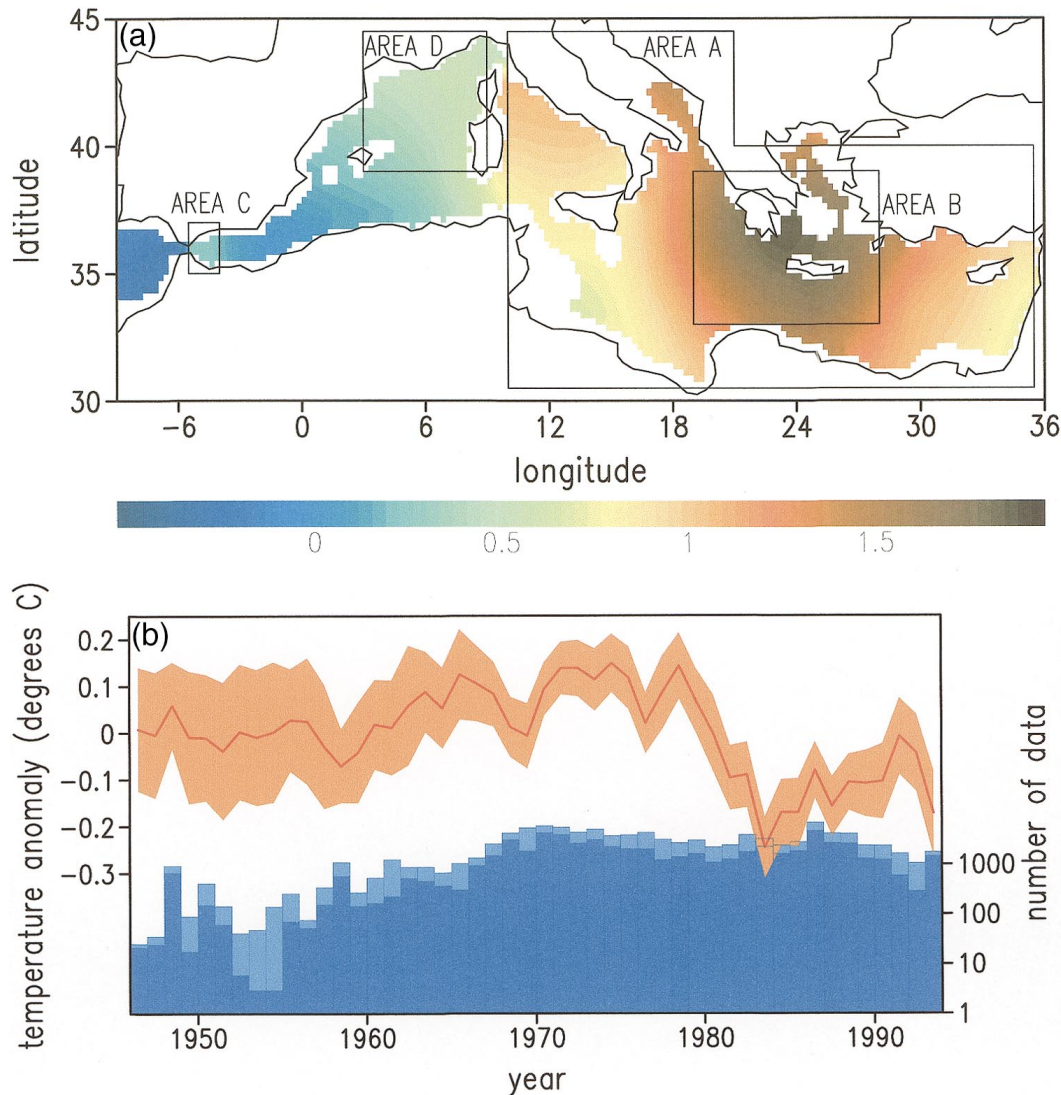 (a)
45
40
35
30
latitude
AREA D
AREA A
AREA C
AREA B
-6
0
6
12
18
24
30
36
longitude
0
0.5
1
1.5
(b)
temperature anomaly (degrees C)
0.2
0.1
0
-0.1
-0.2
-0.3
number of data
1000
100
10
1
1950
1960
1970
1980
1990
year